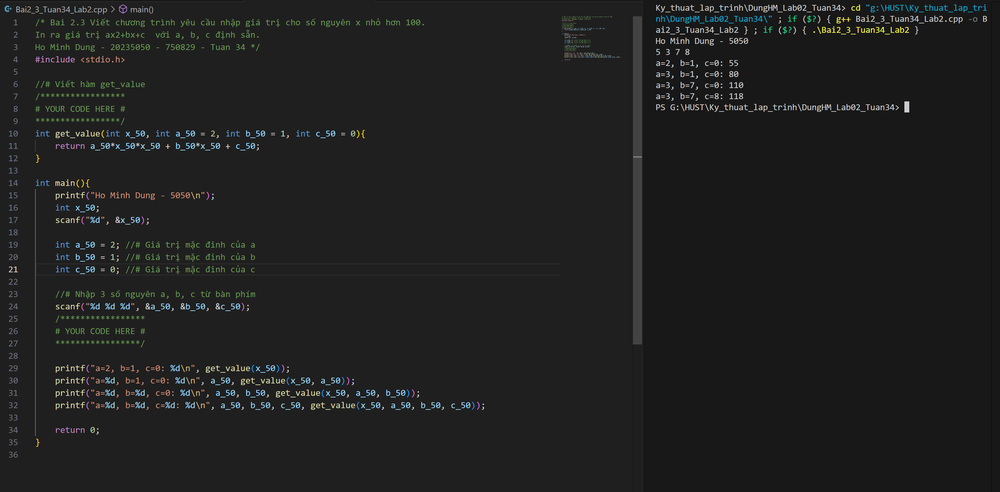 Bai2_3_Tuan34_Lab2.cpp > main()
1 /* Bai 2.3 Viết chương trình yêu cầu nhập giá trị cho số nguyên x nhỏ hơn 100.
2 In ra giá trị ax2+bx+c  với a, b, c định sẵn.
3 Ho Minh Dung - 20235050 - 750829 - Tuan 34 */
4 #include <stdio.h>
5
6 //# Viết hàm get_value
7 /*****************
8 # YOUR CODE HERE #
9 *****************/
10 int get_value(int x_50, int a_50 = 2, int b_50 = 1, int c_50 = 0){
11     return a_50*x_50*x_50 + b_50*x_50 + c_50;
12 }
13
14 int main(){
15     printf("Ho Minh Dung - 5050\n");
16     int x_50;
17     scanf("%d", &x_50);
18
19     int a_50 = 2; //# Giá trị mặc đinh của a
20     int b_50 = 1; //# Giá trị mặc đinh của b
21     int c_50 = 0; //# Giá trị mặc đinh của c
22
23     //# Nhập 3 số nguyên a, b, c từ bàn phím
24     scanf("%d %d %d", &a_50, &b_50, &c_50);
25     /*****************
26     # YOUR CODE HERE #
27     *****************/
28
29     printf("a=2, b=1, c=0: %d\n", get_value(x_50));
30     printf("a=%d, b=1, c=0: %d\n", a_50, get_value(x_50, a_50));
31     printf("a=%d, b=%d, c=0: %d\n", a_50, b_50, get_value(x_50, a_50, b_50));
32     printf("a=%d, b=%d, c=%d: %d\n", a_50, b_50, c_50, get_value(x_50, a_50, b_50, c_50));
33
34     return 0;
35 }
36
Ky_thuat_lap_trinh\DungHM_Lab02_Tuan34> cd "g:\HUST\Ky_thuat_lap_tri
nh\DungHM_Lab02_Tuan34\" ; if ($?) { g++ Bai2_3_Tuan34_Lab2.cpp -o B
ai2_3_Tuan34_Lab2 } ; if ($?) { .\Bai2_3_Tuan34_Lab2 }
Ho Minh Dung - 5050
5 3 7 8
a=2, b=1, c=0: 55
a=3, b=1, c=0: 80
a=3, b=7, c=0: 110
a=3, b=7, c=8: 118
PS G:\HUST\Ky_thuat_lap_trinh\DungHM_Lab02_Tuan34>